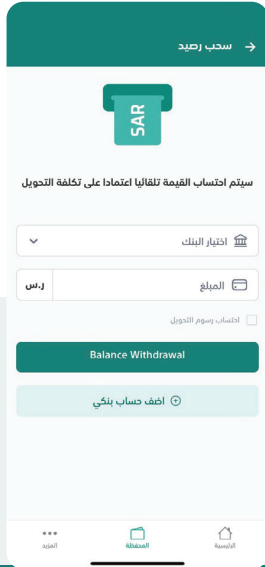 سحب رصيد
SAR
سيتم احتساب القيمة تلقائيا اعتمادا على تكلفة التحويل
اختيار البنك
المبلغ
ر.س
احتساب رسوم التحويل
Balance Withdrawal
اضف حساب بنكي
الرئيسية
المحفظة
المزيد